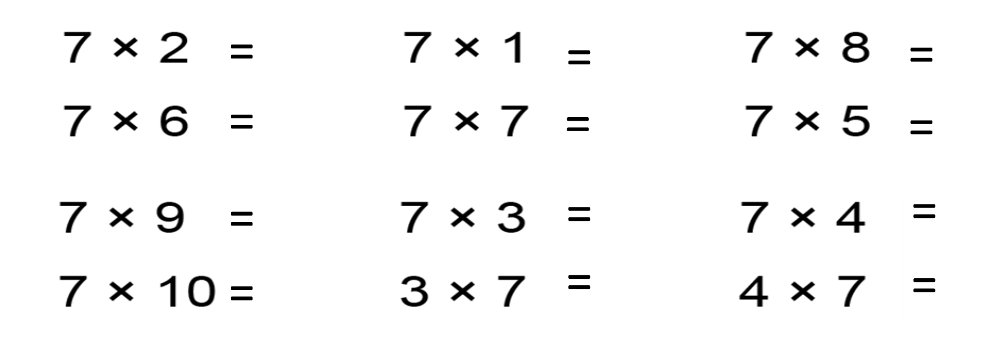 7 × 2 = 7 × 1 = 7 × 8 =
7 × 6 = 7 × 7 = 7 × 5 =
7 × 9 = 7 × 3 = 7 × 4 =
7 × 10 = 3 × 7 = 4 × 7 =